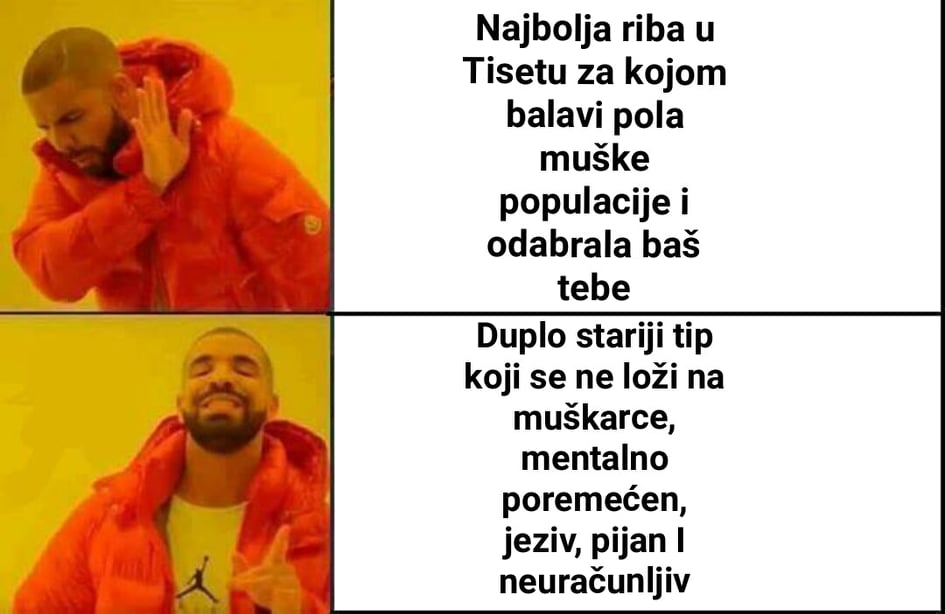 Najbolja riba u
Tisetu za kojom
balavi pola
muške
populacije i
odabrala baš
tebe
Duplo stariji tip
koji se ne loži na
muškarce,
mentalno
poremećen,
jeziv, pijan I
neuračunljiv